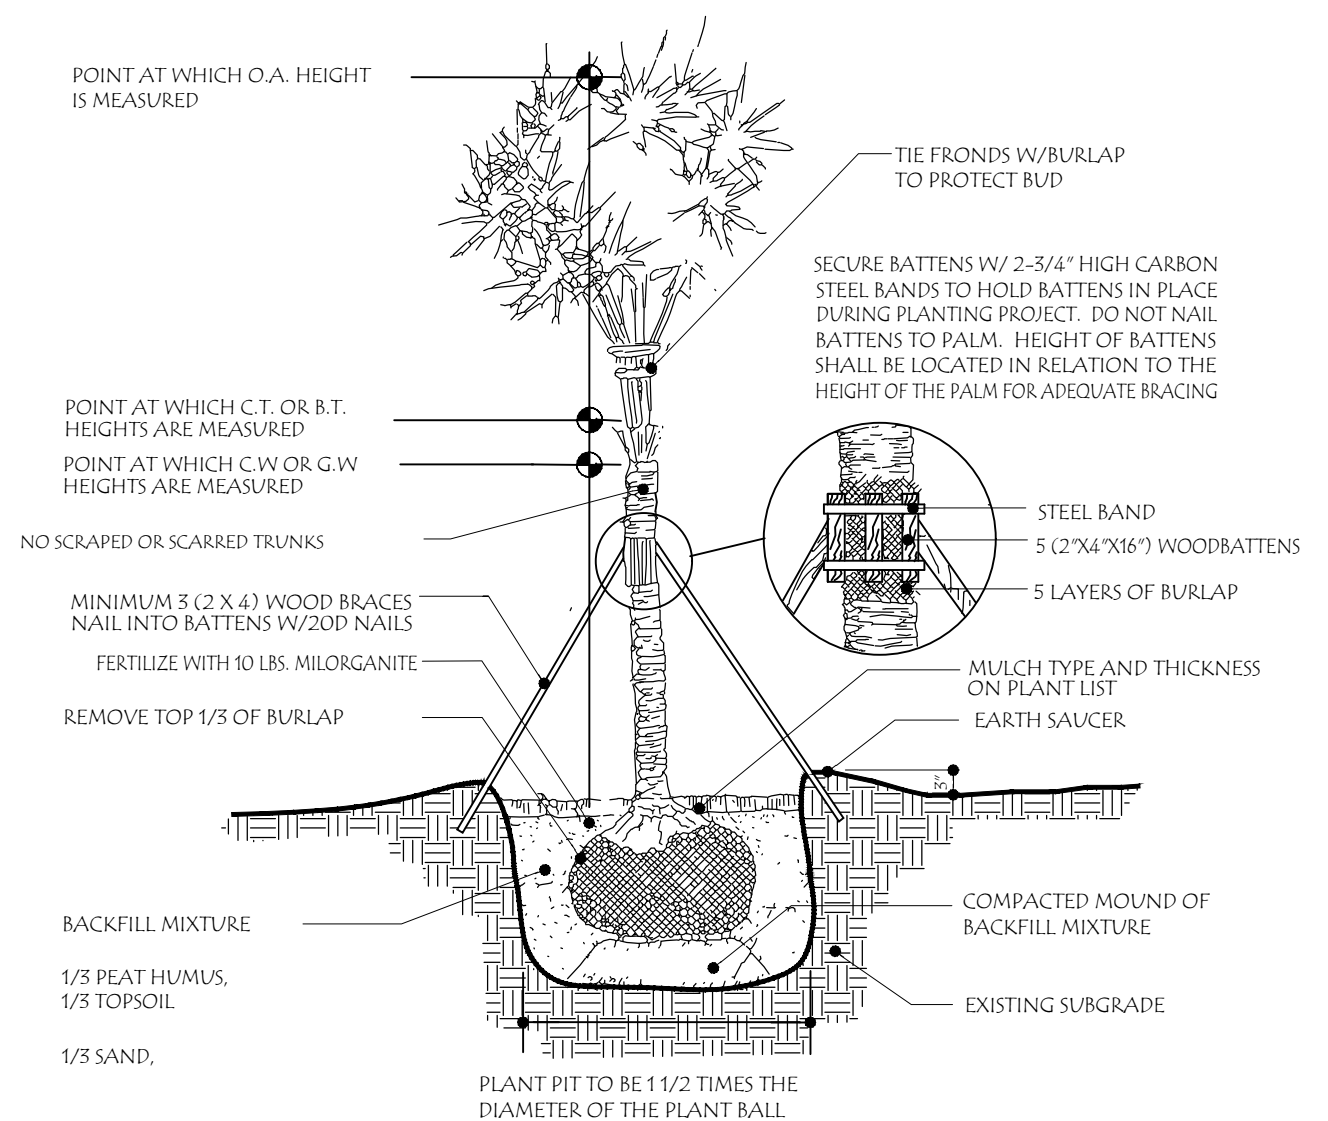 POINT AT WHICH O.A. HEIGHT
IS MEASURED
TIE FRONDS W/BURLAP
TO PROTECT BUD
SECURE BATTENS W/ 2-3/4" HIGH CARBON
STEEL BANDS TO HOLD BATTENS IN PLACE
DURING PLANTING PROJECT. DO NOT NAIL
BATTENS TO PALM. HEIGHT OF BATTENS
SHALL BE LOCATED IN RELATION TO THE
HEIGHT OF THE PALM FOR ADEQUATE BRACING
POINT AT WHICH C.T. OR B.T.
HEIGHTS ARE MEASURED
POINT AT WHICH C.W OR G.W
HEIGHTS ARE MEASURED
NO SCRAPED OR SCARRED TRUNKS
STEEL BAND
5 (2"X4"X16") WOODBATTENS
5 LAYERS OF BURLAP
MINIMUM 3 (2 X 4) WOOD BRACES
NAIL INTO BATTENS W/20D NAILS
FERTILIZE WITH 10 LBS. MILORGANITE
REMOVE TOP 1/3 OF BURLAP
MULCH TYPE AND THICKNESS
ON PLANT LIST
EARTH SAUCER
3"
BACKFILL MIXTURE
1/3 PEAT HUMUS,
1/3 TOPSOIL
1/3 SAND,
COMPACTED MOUND OF
BACKFILL MIXTURE
EXISTING SUBGRADE
PLANT PIT TO BE 1 1/2 TIMES THE
DIAMETER OF THE PLANT BALL